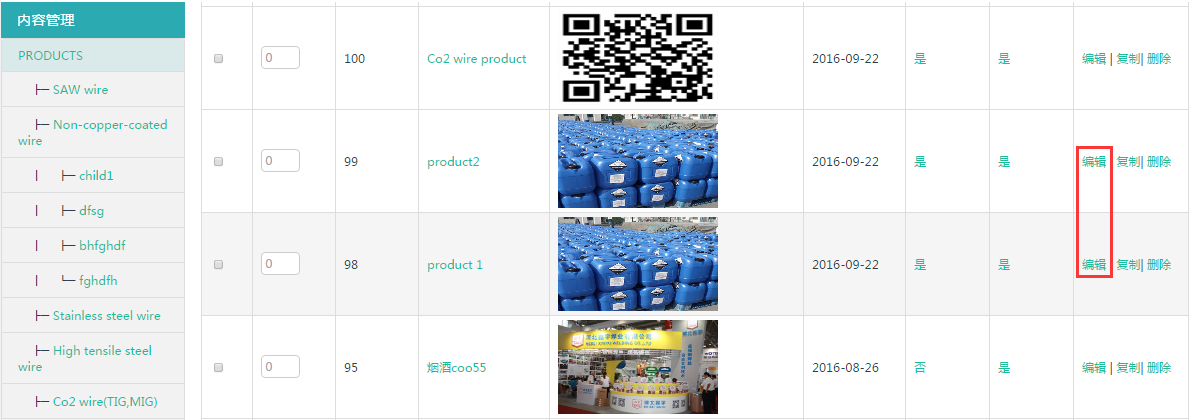 内容管理
PRODUCTS
SAW wire
Non-copper-coated
wire
child1
dfsg
bhfghdf
fghdfh
Stainless steel wire
High tensile steel
wire
Co2 wire(TIG,MIG)
0 100 Co2 wire product 2016-09-22 是 是 编辑 | 复制| 删除
0 99 product2 2016-09-22 是 是 编辑 | 复制| 删除
0 98 product 1 2016-09-22 是 是 编辑 | 复制| 删除
0 95 烟酒coo55 2016-08-26 否 是 编辑 | 复制| 删除